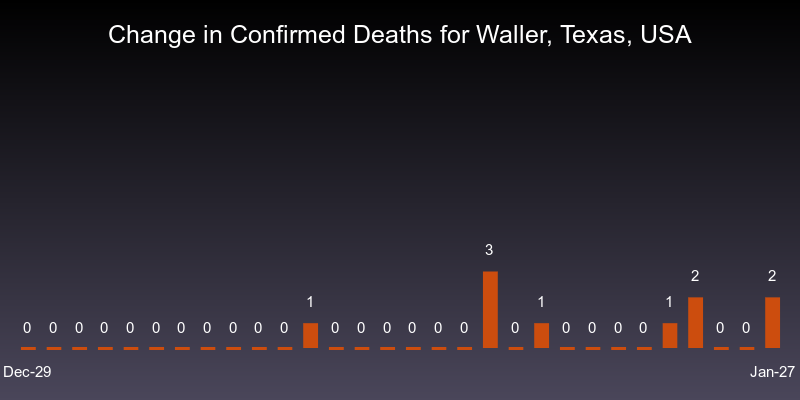 Change in Confirmed Deaths for Waller, Texas, USA
3
2 2
1 1 1
0 0 0 0 0 0 0 0 0 0 0 0 0 0 0 0 0 0 0 0 0 0 0 0
Dec-29 Jan-27